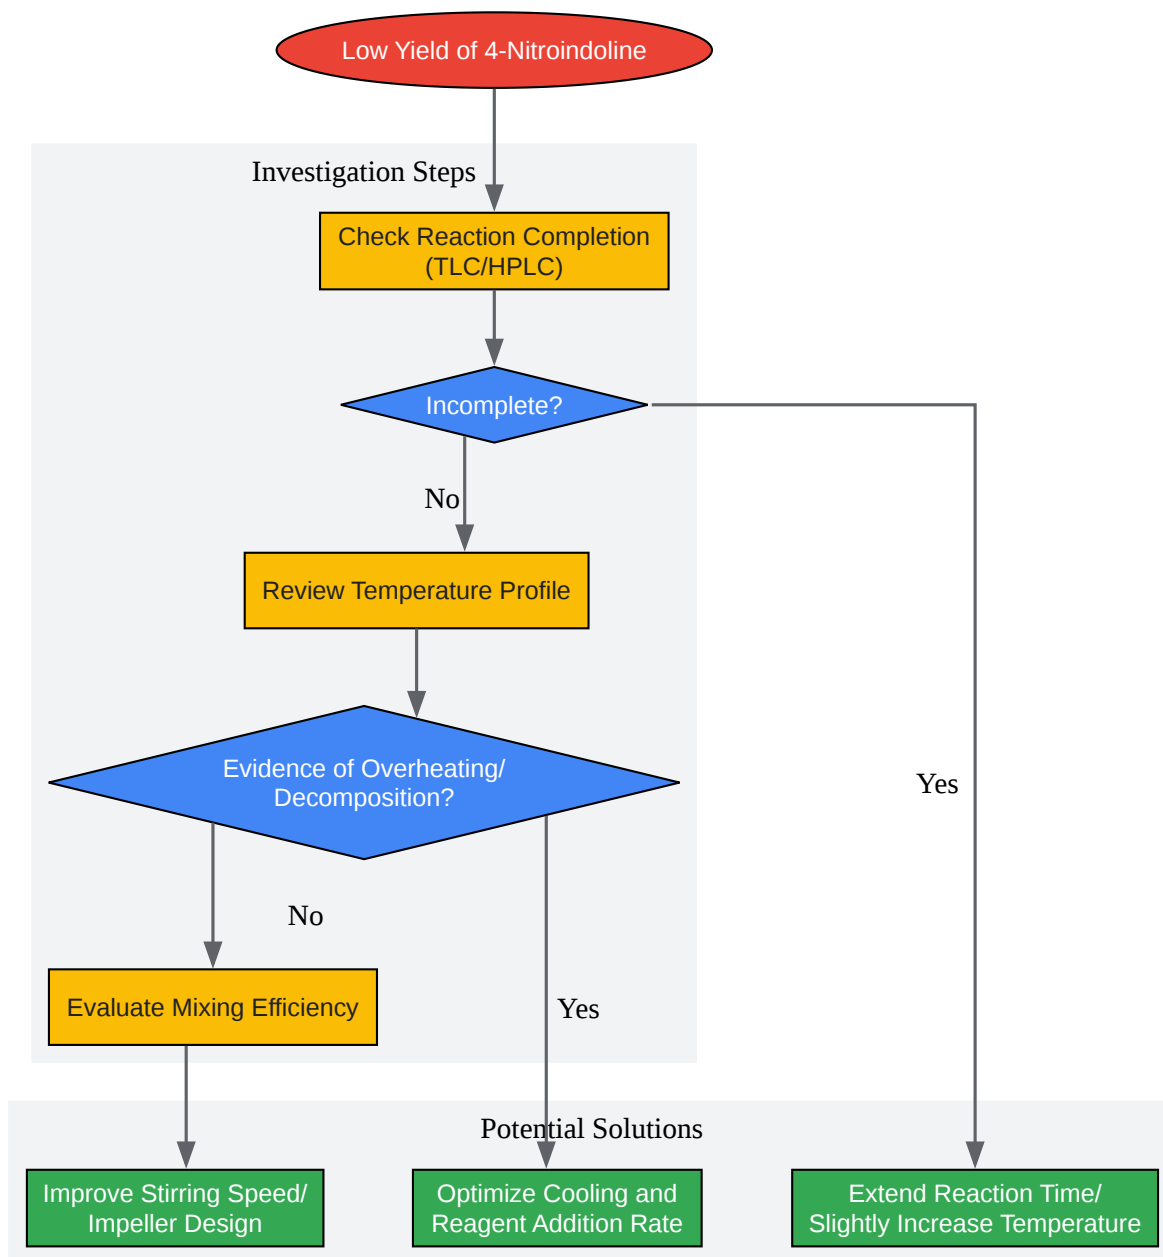 Low Yield of 4-Nitroindoline
Investigation Steps
Check Reaction Completion
(TLC/HPLC)
Incomplete?
No
Review Temperature Profile
Evidence of Overheating/
Decomposition?
Yes
No
Evaluate Mixing Efficiency
Yes
Potential Solutions
Improve Stirring Speed/
Impeller Design
Optimize Cooling and
Reagent Addition Rate
Extend Reaction Time/
Slightly Increase Temperature